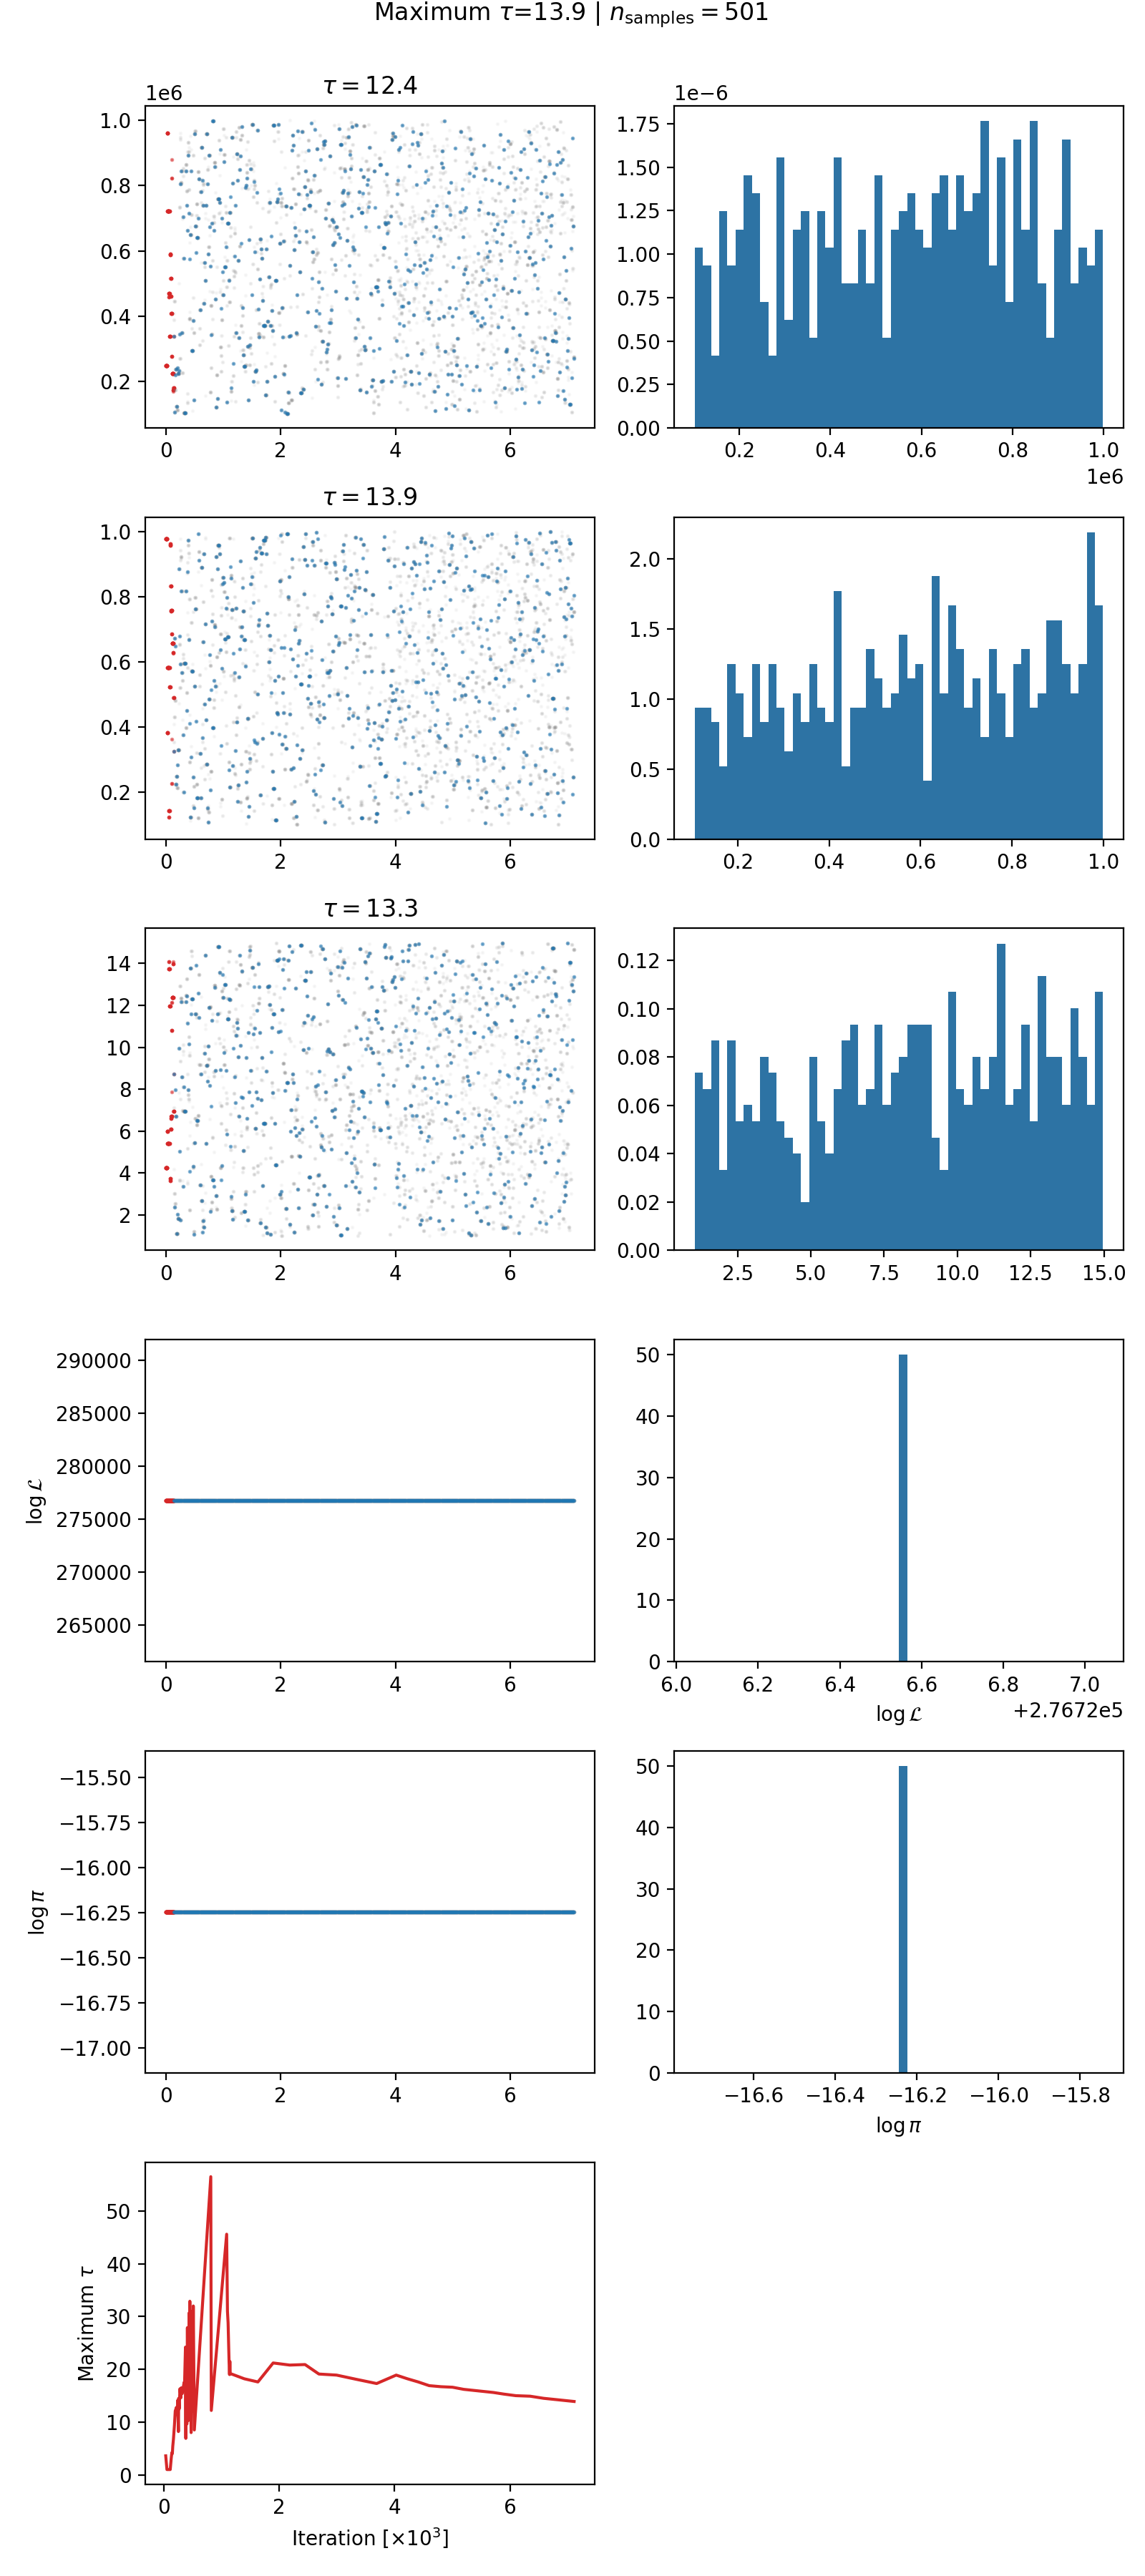 Maximum τ=13.9 | n_samples = 501
τ = 12.4
1e6
1.0
0.8
0.6
0.4
0.2
0 2 4 6
1e−6
1.75
1.50
1.25
1.00
0.75
0.50
0.25
0.00
0.2 0.4 0.6 0.8 1.0
1e6
τ = 13.9
1.0
0.8
0.6
0.4
0.2
0 2 4 6
2.0
1.5
1.0
0.5
0.0
0.2 0.4 0.6 0.8 1.0
τ = 13.3
14
12
10
8
6
4
2
0 2 4 6
0.12
0.10
0.08
0.06
0.04
0.02
0.00
2.5 5.0 7.5 10.0 12.5 15.0
log ℒ
290000
285000
280000
275000
270000
265000
0 2 4 6
50
40
30
20
10
0
6.0 6.2 6.4 6.6 6.8 7.0
log ℒ
+2.7672e5
log π
−15.50
−15.75
−16.00
−16.25
−16.50
−16.75
−17.00
0 2 4 6
50
40
30
20
10
0
−16.6 −16.4 −16.2 −16.0 −15.8
log π
Maximum τ
50
40
30
20
10
0
0 2 4 6
Iteration [×10³]